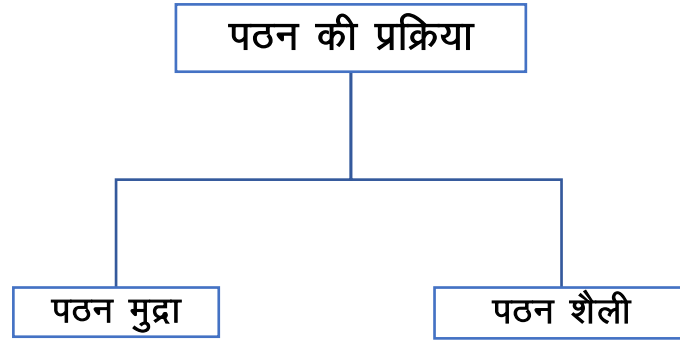 पठन की प्रक्रिया
पठन मुद्रा
पठन शैली